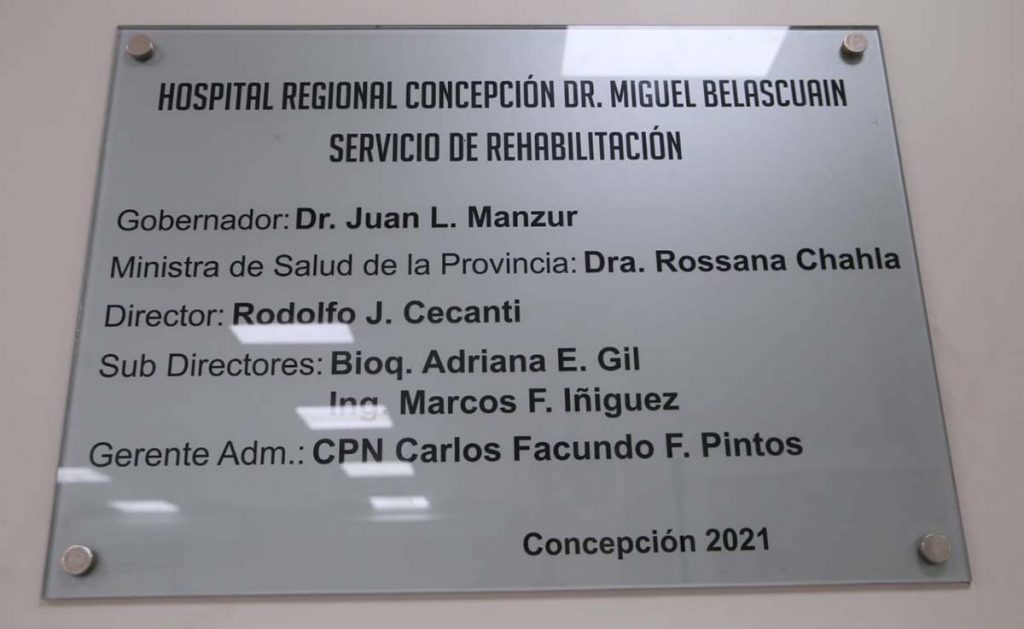 HOSPITAL REGIONAL CONCEPCIÓN DR. MIGUEL BELASCUAIN
SERVICIO DE REHABILITACIÓN
Gobernador: Dr. Juan L. Manzur
Ministra de Salud de la Provincia: Dra. Rossana Chahla
Director: Rodolfo J. Cecanti
Sub Directores: Bioq. Adriana E. Gil
Ing. Marcos F. Iñiguez
Gerente Adm.: CPN Carlos Facundo F. Pintos
Concepción 2021